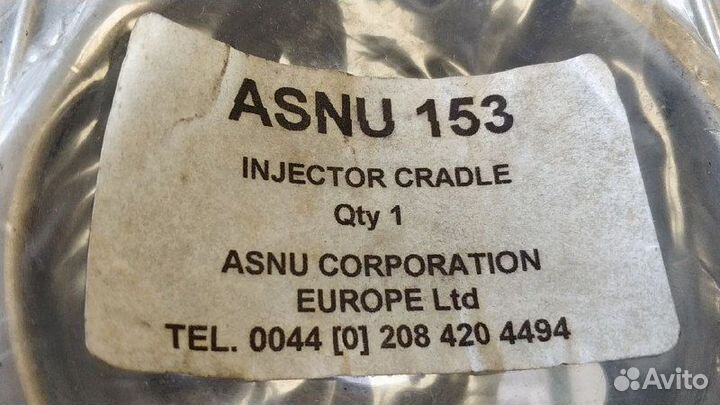 ASNU 153
INJECTOR CRADLE
Qty 1
ASNU CORPORATION
EUROPE Ltd
TEL. 0044 [0] 208 420 4494
Avito